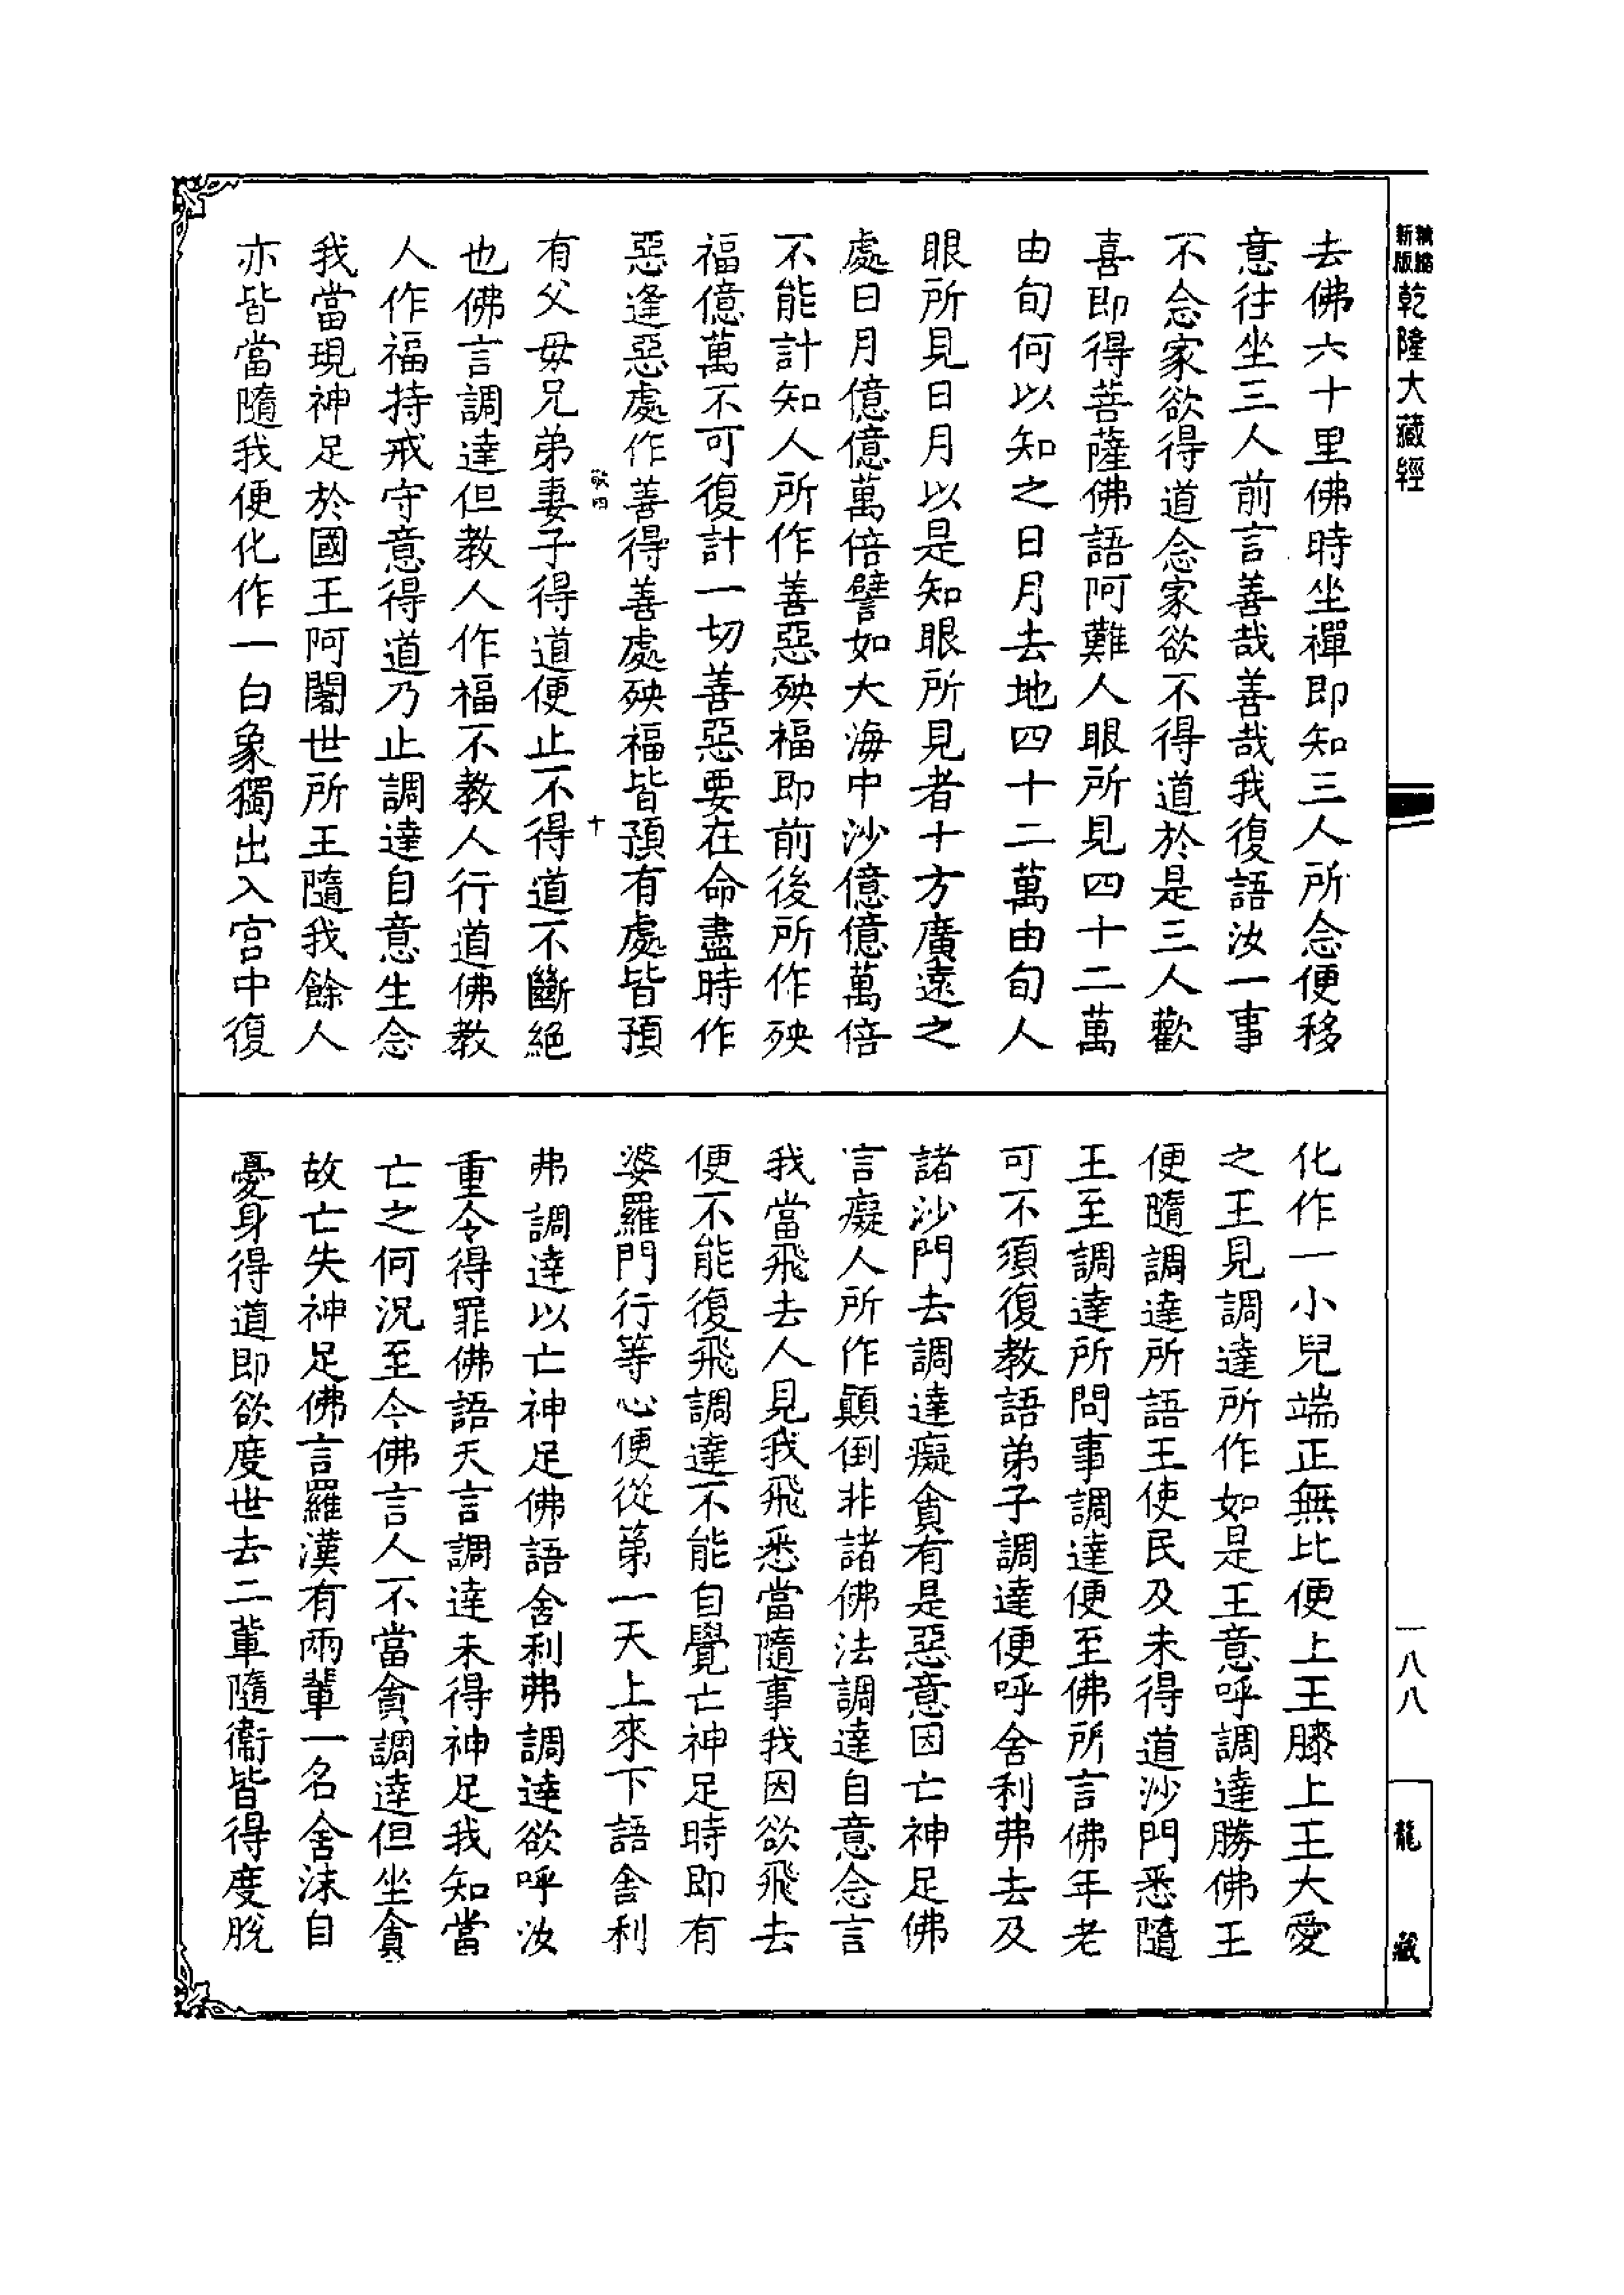 新版
乾隆大藏經
去佛六十里佛時坐禪即知三人所念便移
意往坐三人前言善哉善哉我復語汝一事
不念家欲得道念家欲不得道於是三人歡
喜即得菩薩佛語阿難人眼所見四十二萬
由旬何以知之日月去地四十二萬由旬人
眼所見日月以是知眼所見者十方廣遠之
處日月億億萬倍譬如大海中沙億億萬倍
不能計知人所作善惡殃福即前後所作殃
福億萬不可復計一切善惡要在命盡時作
惡逢惡處作善得善處殃福皆預有處皆預
十
有父母兄弟妻子得道便止不得道不斷絕
也佛言調達但教人作福不教人行道佛教
人作福持戒守意得道乃止調達自意生念
我當現神足於國王阿闍世所王隨我餘人
亦皆當隨我便化作一白象獨出入宮中復
化作一小兒端正無比便上王膝上王大愛
之王見調達所作如是王意呼調達勝佛王
便隨調達所語王使民及未得道沙門悉隨
王至調達所問事調達便至佛所言佛年老
可不須復教語弟子調達便呼舍利弗去及
諸沙門去調達癡貪有是惡意因亡神足佛
言癡人所作顛倒非諸佛法調達自意念言
我當飛去人見我飛悉當隨事我因欲飛去
便不能復飛調達不能自覺亡神足時即有
婆羅門行等心便從第一天上來下語舍利
弗調達以亡神足佛語舍利弗調達欲呼汝
重令得罪佛語天言調達未得神足我知當
亡之何況至今佛言人不當貪調達但坐貪
故亡失神足佛言羅漢有兩輩一名舍沫自
憂身得道即欲度世去二輩隨衞皆得度脫
一八八
龍藏